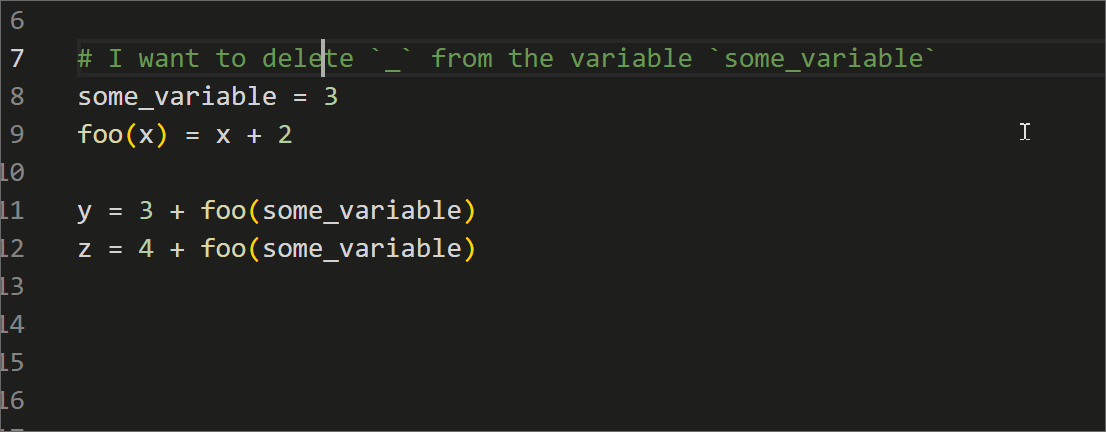 6
7 # I want to delete `_` from the variable `some_variable`
8 some_variable = 3
9 foo(x) = x + 2
10
11 y = 3 + foo(some_variable)
12 z = 4 + foo(some_variable)
13
14
15
16